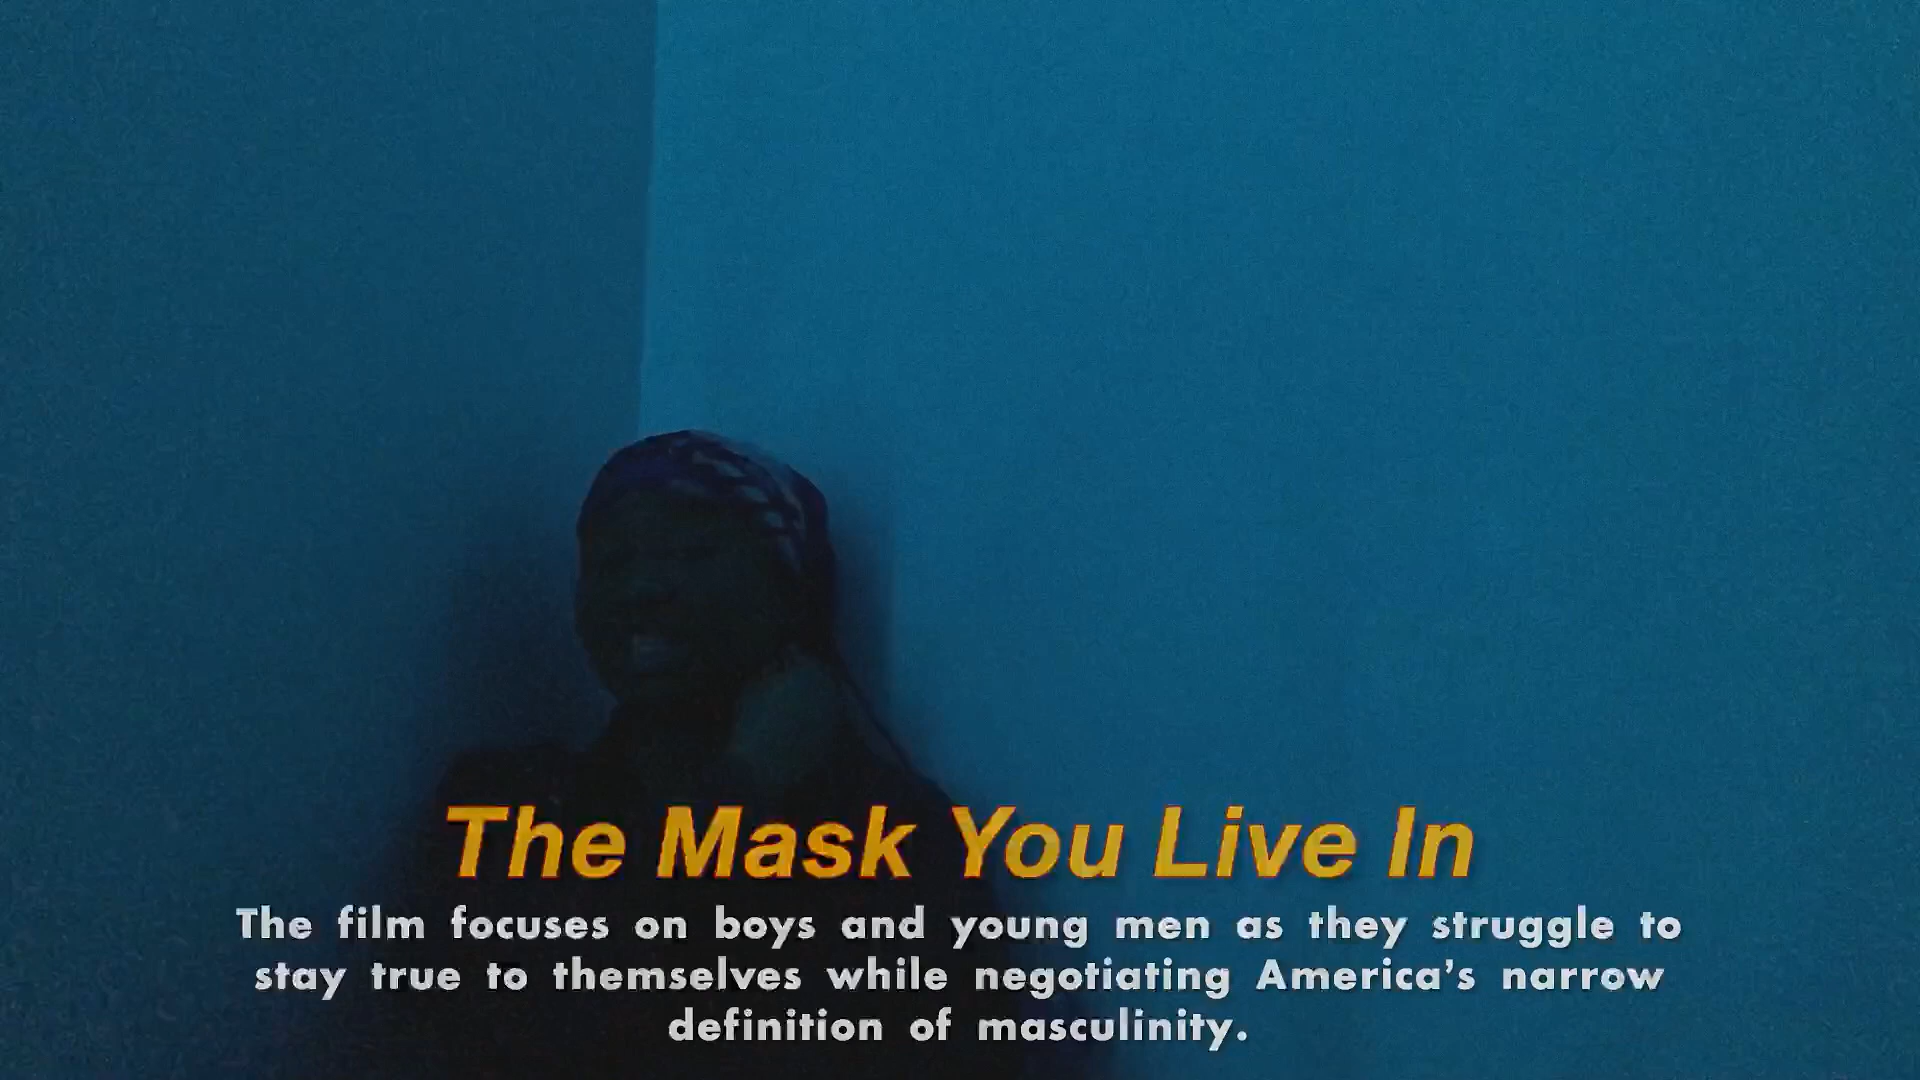 The Mask You Live In
The film focuses on boys and young men as they struggle to
stay true to themselves while negotiating America's narrow
definition of masculinity.